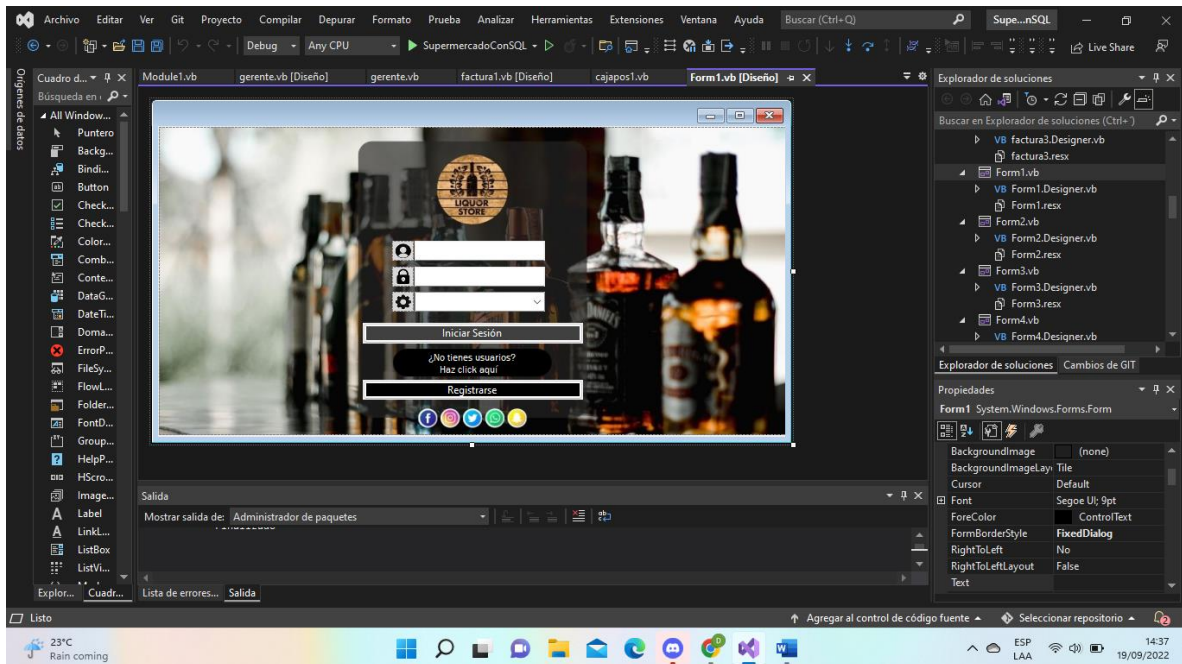 Archivo Editar Ver Git Proyecto Compilar Depurar Formato Prueba Analizar Herramientas Extensiones Ventana Ayuda Buscar (Ctrl+Q) Supe...nSQL
Debug Any CPU SupermercadoConSQL Live Share
Orígenes de datos
Cuadro d...
Búsqueda en
All Window...
Puntero
Backg...
Bindi...
Button
Check...
Check...
Color...
Comb...
Conte...
DataG...
DateTi...
Doma...
ErrorP...
FileSy...
FlowL...
Folder...
FontD...
Group...
HelpP...
HScro...
Image...
Label
LinkL...
ListBox
ListVi...
Explor... Cuadr...
Module1.vb gerente.vb [Diseño] gerente.vb factura1.vb [Diseño] cajapos1.vb Form1.vb [Diseño]
LIQUOR
STORE
Iniciar Sesión
¿No tienes usuarios?
Haz click aquí
Registrarse
Salida
Mostrar salida de: Administrador de paquetes
Lista de errores... Salida
Explorador de soluciones
Buscar en Explorador de soluciones (Ctrl+¨)
VB factura3.Designer.vb
factura3.resx
Form1.vb
VB Form1.Designer.vb
Form1.resx
Form2.vb
VB Form2.Designer.vb
Form2.resx
Form3.vb
VB Form3.Designer.vb
Form3.resx
Form4.vb
VB Form4.Designer.vb
Explorador de soluciones Cambios de GIT
Propiedades
Form1 System.Windows.Forms.Form
BackgroundImage (none)
BackgroundImageLay Tile
Cursor Default
Font Segoe UI; 9pt
ForeColor ControlText
FormBorderStyle FixedDialog
RightToLeft No
RightToLeftLayout False
Text
Listo Agregar al control de código fuente Seleccionar repositorio 2
23°C
Rain coming
ESP
LAA
14:37
19/09/2022